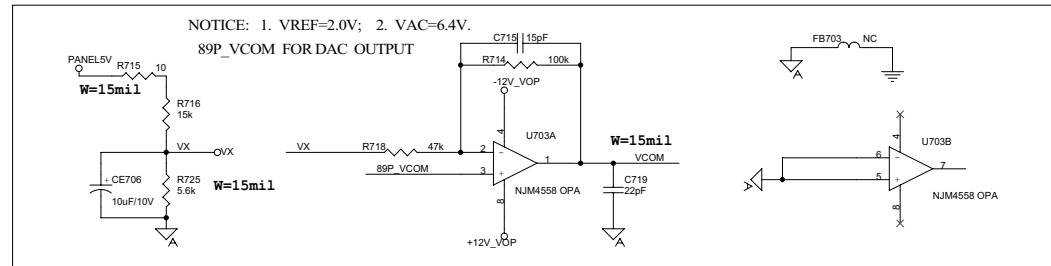 NOTICE: 1. VREF=2.0V; 2. VAC=6.4V.
89P_VCOM FOR DAC OUTPUT
PANEL5V
R715
10
W=15mil
R716
15k
VX
VX
CE706
10uF/10V
R725
5.6k
W=15mil
A
C715
15pF
R714
100k
-12V_VOP
4
U703A
VX
R718
47k
2
89P_VCOM
3
1
W=15mil
VCOM
NJM4558 OPA
C719
22pF
8
+12V_VOP
A
FB703
NC
A
4
U703B
6
5
7
A
NJM4558 OPA
8